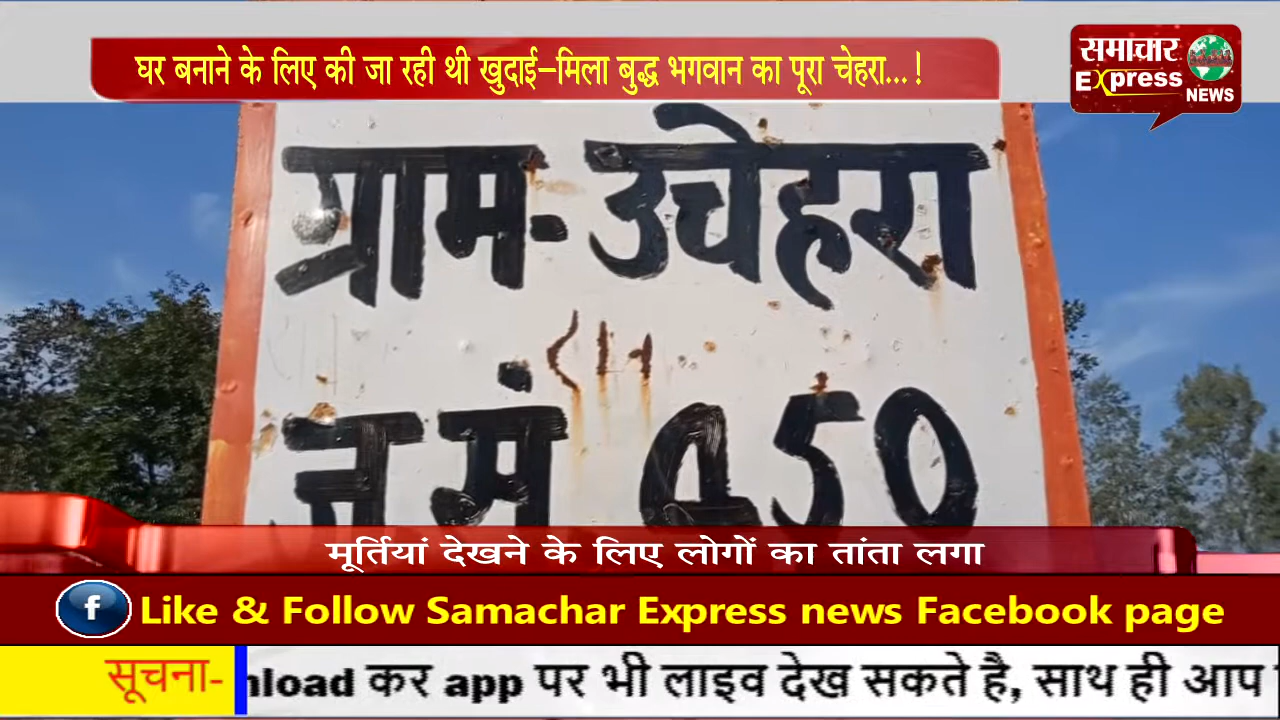 घर बनाने के लिए की जा रही थी खुदाई–मिला बुद्ध भगवान का पूरा चेहरा...!
समाचार
Express
NEWS
ग्राम-उचेहरा
ज.सं. 050
मूर्तियां देखने के लिए लोगों का तांता लगा
f Like & Follow Samachar Express news Facebook page
सूचना- nload कर app पर भी लाइव देख सकते है, साथ ही आप